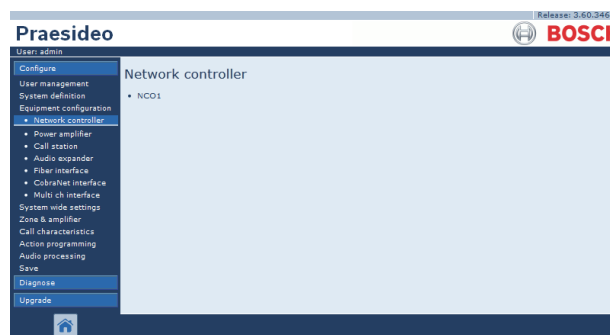 Release: 3.60.346
Praesideo
BOSCH
User: admin
Configure
User management
System definition
Equipment configuration
• Network controller
• Power amplifier
• Call station
• Audio expander
• Fiber interface
• CobraNet interface
• Multi ch interface
System wide settings
Zone & amplifier
Call characteristics
Action programming
Audio processing
Save
Diagnose
Upgrade
Network controller
• NCO1